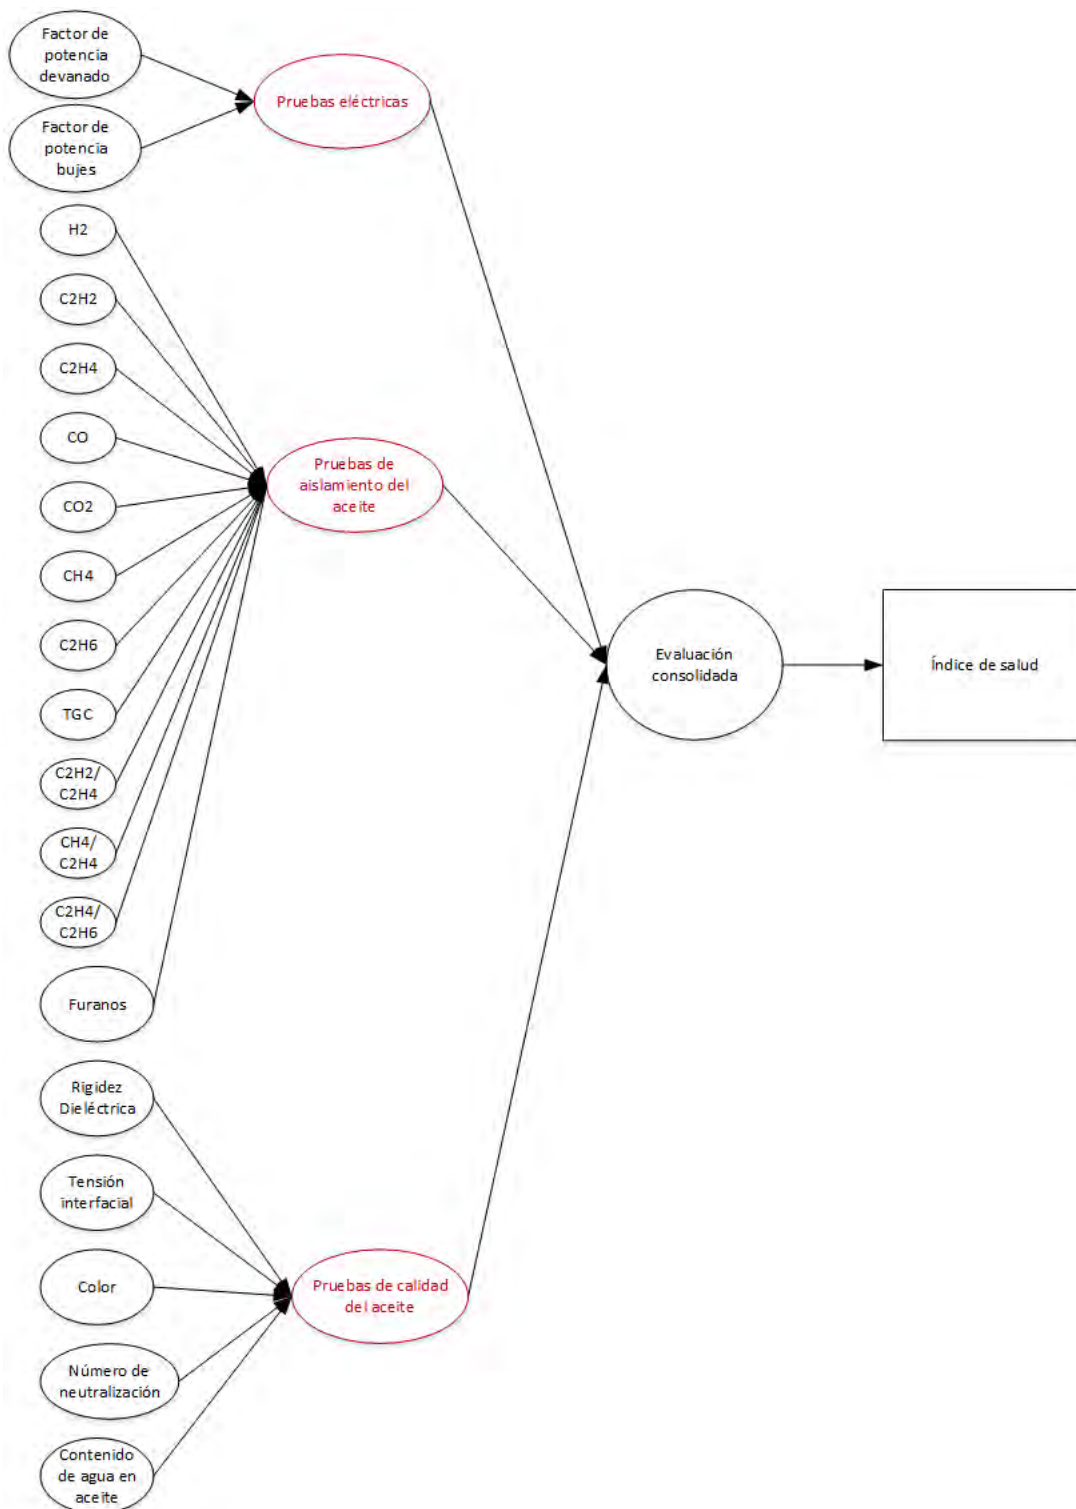 Factor de
potencia
devanado
Pruebas eléctricas
Factor de
potencia
bujes
H2
C2H2
C2H4
CO
CO2
CH4
C2H6
TGC
C2H2/
C2H4
CH4/
C2H4
C2H4/
C2H6
Furanos
Pruebas de
aislamiento del
aceite
Rigidez
Dieléctrica
Tensión
interfacial
Color
Número de
neutralización
Contenido
de agua en
aceite
Pruebas de calidad
del aceite
Evaluación
consolidada
Índice de salud